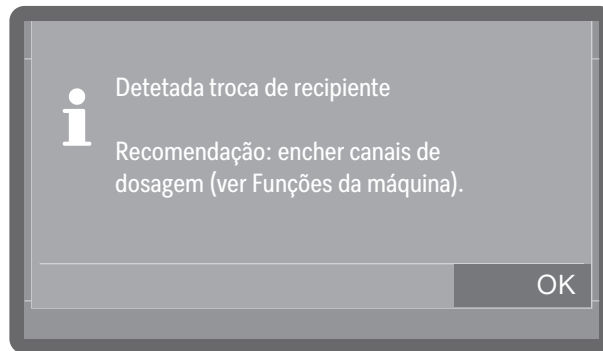 Detetada troca de recipiente
Recomendação: encher canais de
dosagem (ver Funções da máquina).
OK